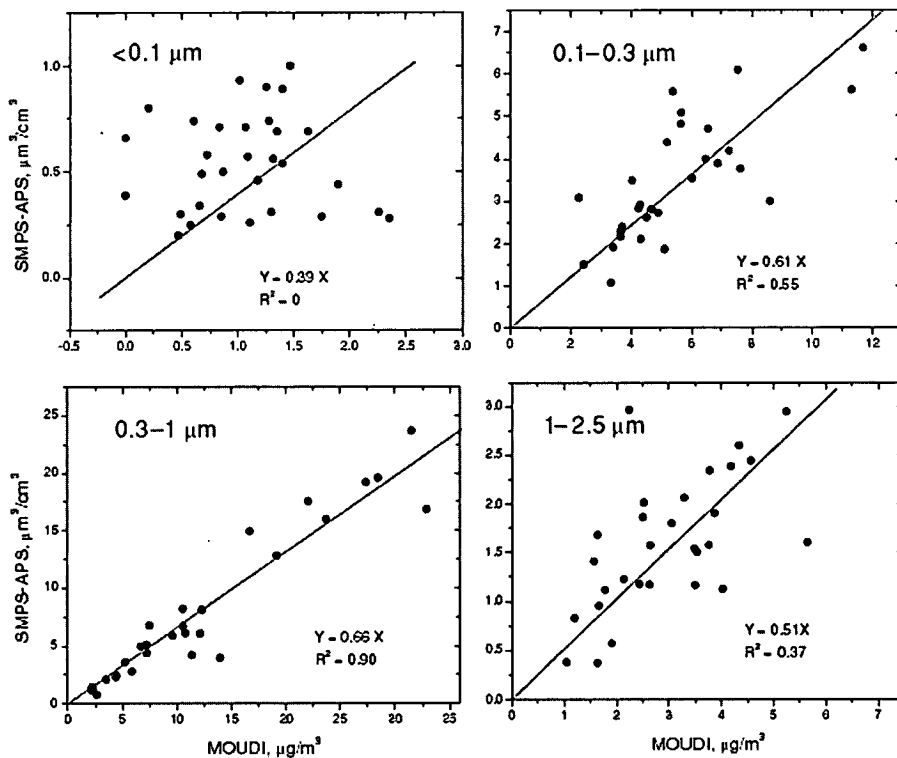 <0.1 μm
SMPS-APS, μm³/cm³
1.0
0.5
0.0
Y = 0.39 X
R² = 0
-0.5 0.0 0.5 1.0 1.5 2.0 2.5 3.0
0.1–0.3 μm
7
6
5
4
3
2
1
0
Y = 0.61 X
R² = 0.55
0 2 4 6 8 10 12
0.3–1 μm
SMPS-APS, μm³/cm³
25
20
15
10
5
0
Y = 0.66 X
R² = 0.90
0 5 10 15 20 25
MOUDI, μg/m³
1–2.5 μm
3.0
2.5
2.0
1.5
1.0
0.5
0.0
Y = 0.51X
R² = 0.37
0 1 2 3 4 5 6 7
MOUDI, μg/m³